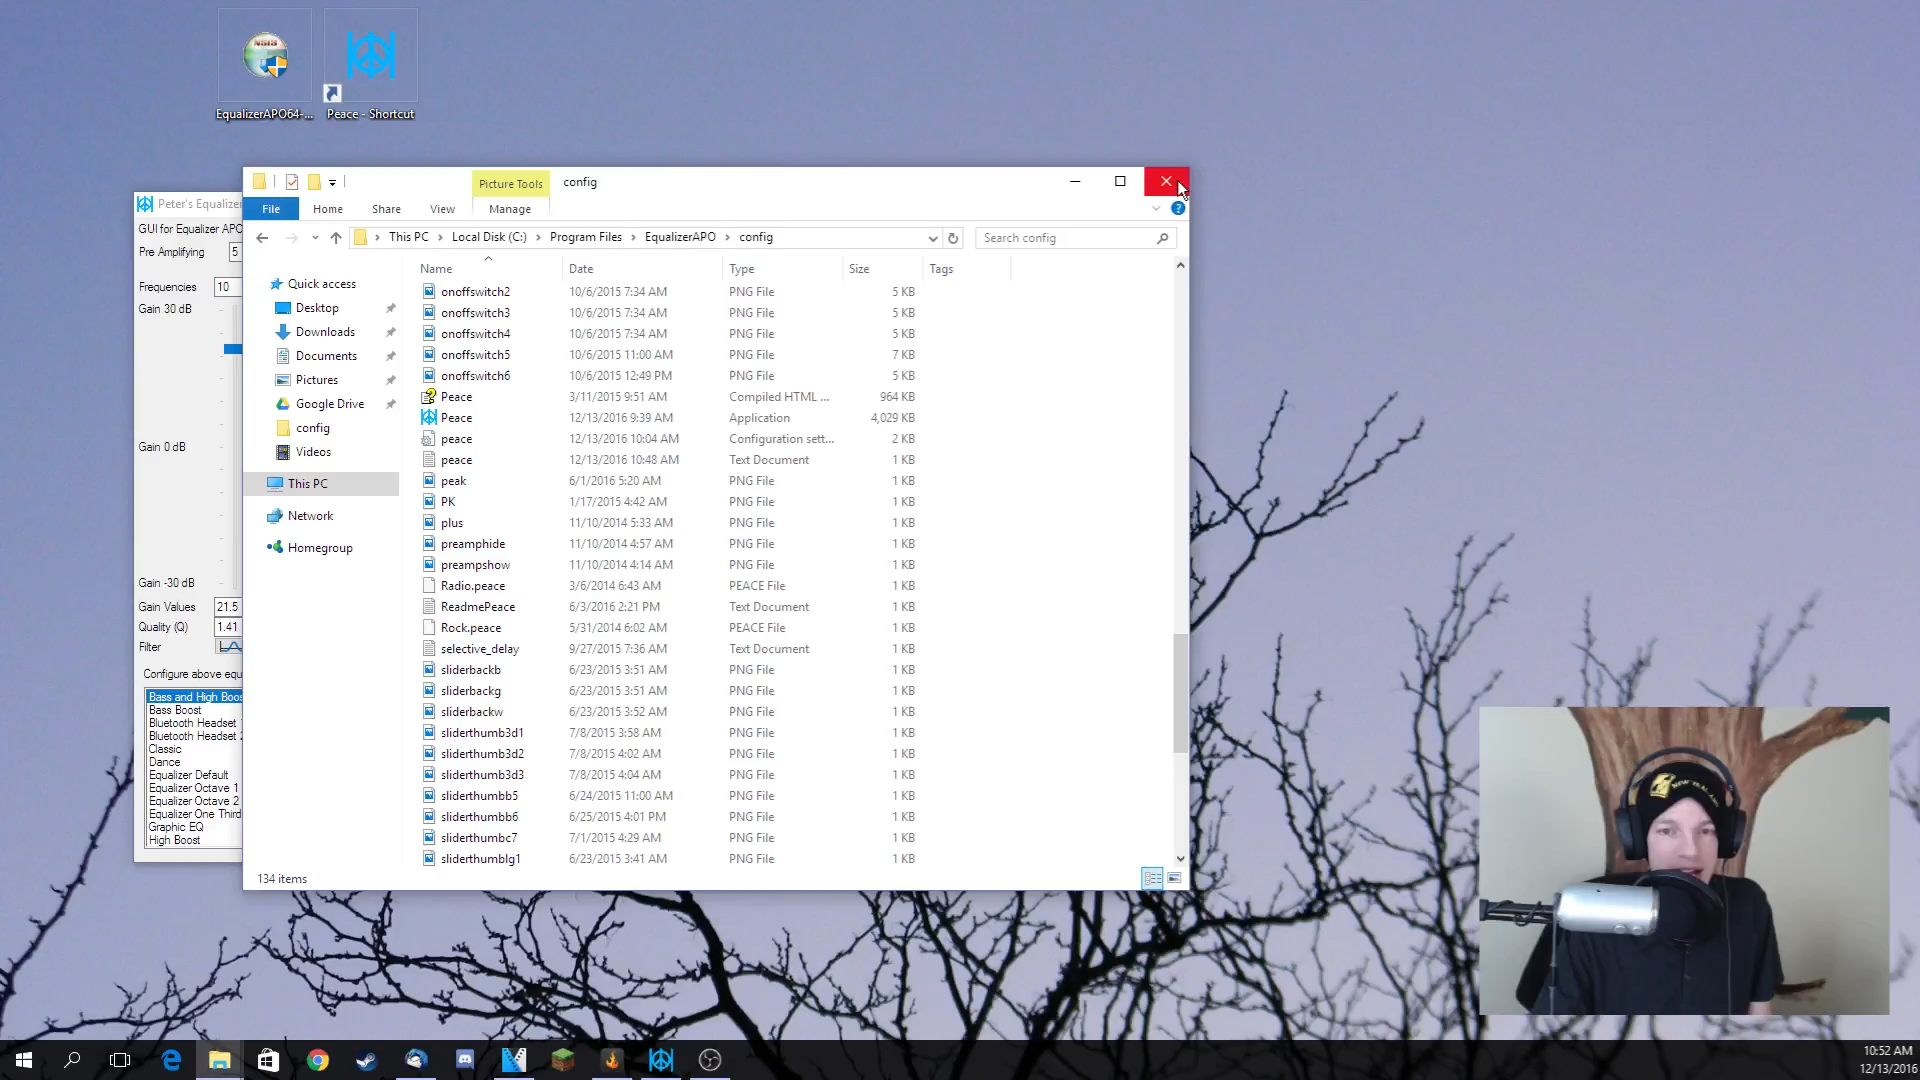 EqualizerAPO64-...
Peace - Shortcut
Picture Tools
config
File
Home
Share
View
Manage
This PC
Local Disk (C:)
Program Files
EqualizerAPO
config
Search config
Name
Date
Type
Size
Tags
Quick access
Desktop
Downloads
Documents
Pictures
Google Drive
config
Videos
This PC
Network
Homegroup
onoffswitch2 10/6/2015 7:34 AM PNG File 5 KB
onoffswitch3 10/6/2015 7:34 AM PNG File 5 KB
onoffswitch4 10/6/2015 7:34 AM PNG File 5 KB
onoffswitch5 10/6/2015 11:00 AM PNG File 7 KB
onoffswitch6 10/6/2015 12:49 PM PNG File 5 KB
Peace 3/11/2015 9:51 AM Compiled HTML ... 964 KB
Peace 12/13/2016 9:39 AM Application 4,029 KB
peace 12/13/2016 10:04 AM Configuration sett... 2 KB
peace 12/13/2016 10:48 AM Text Document 1 KB
peak 6/1/2016 5:20 AM PNG File 1 KB
PK 1/17/2015 4:42 AM PNG File 1 KB
plus 11/10/2014 5:33 AM PNG File 1 KB
preamphide 11/10/2014 4:57 AM PNG File 1 KB
preampshow 11/10/2014 4:14 AM PNG File 1 KB
Radio.peace 3/6/2014 6:43 AM PEACE File 1 KB
ReadmePeace 6/3/2016 2:21 PM Text Document 1 KB
Rock.peace 5/31/2014 6:02 AM PEACE File 1 KB
selective_delay 9/27/2015 7:36 AM Text Document 1 KB
sliderbackb 6/23/2015 3:51 AM PNG File 1 KB
sliderbackg 6/23/2015 3:51 AM PNG File 1 KB
sliderbackw 6/23/2015 3:52 AM PNG File 1 KB
sliderthumb3d1 7/8/2015 3:58 AM PNG File 1 KB
sliderthumb3d2 7/8/2015 4:02 AM PNG File 1 KB
sliderthumb3d3 7/8/2015 4:04 AM PNG File 1 KB
sliderthumbb5 6/24/2015 11:00 AM PNG File 1 KB
sliderthumbb6 6/25/2015 4:01 PM PNG File 1 KB
sliderthumbc7 7/1/2015 4:29 AM PNG File 1 KB
sliderthumblg1 6/23/2015 3:41 AM PNG File 1 KB
134 items
Peter's Equalizer
GUI for Equalizer APO
Pre Amplifying 5
Frequencies 10
Gain 30 dB
Gain 0 dB
Gain -30 dB
Gain Values 21.5
Quality (Q) 1.41
Filter
Configure above equ
Bass and High Boos
Bass Boost
Bluetooth Headset
Bluetooth Headset
Classic
Dance
Equalizer Default
Equalizer Octave 1
Equalizer Octave 2
Equalizer One Third
Graphic EQ
High Boost
NEW ZEALAND
10:52 AM
12/13/2016